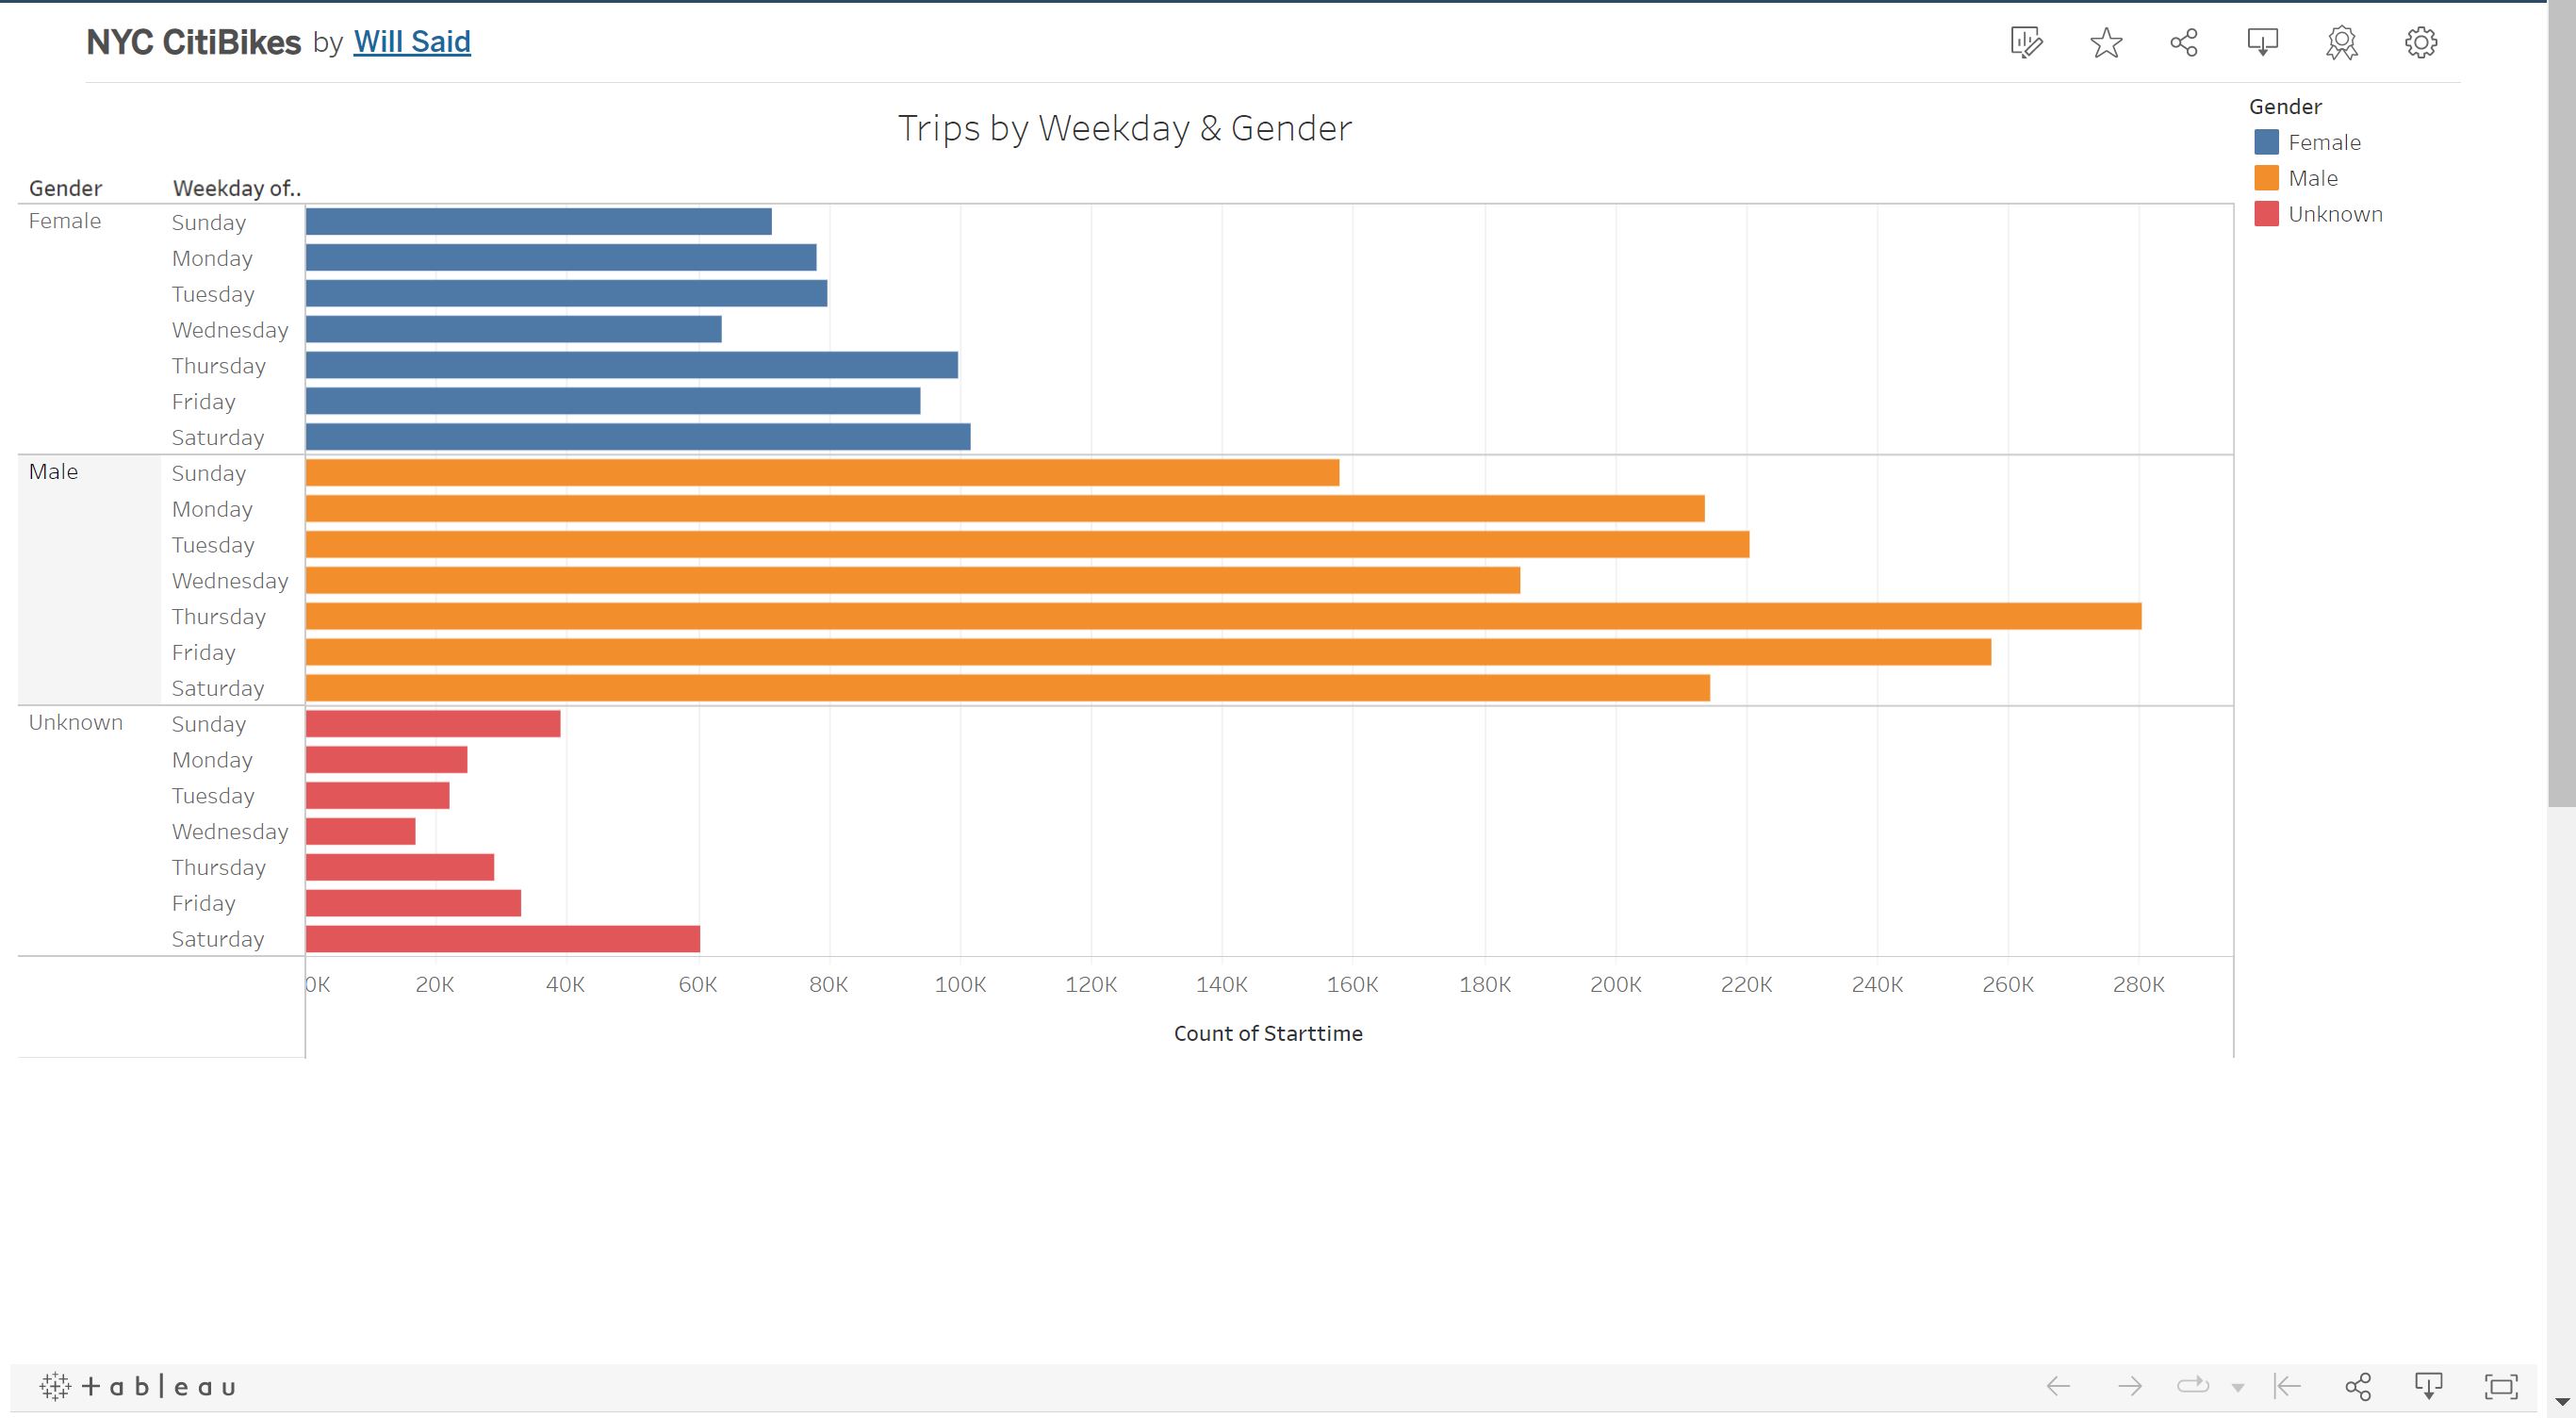 NYC CitiBikes by Will Said
Trips by Weekday & Gender
Gender
Female
Male
Unknown
Gender Weekday of..
Female Sunday
Monday
Tuesday
Wednesday
Thursday
Friday
Saturday
Male Sunday
Monday
Tuesday
Wednesday
Thursday
Friday
Saturday
Unknown Sunday
Monday
Tuesday
Wednesday
Thursday
Friday
Saturday
0K 20K 40K 60K 80K 100K 120K 140K 160K 180K 200K 220K 240K 260K 280K
Count of Starttime
+ableau